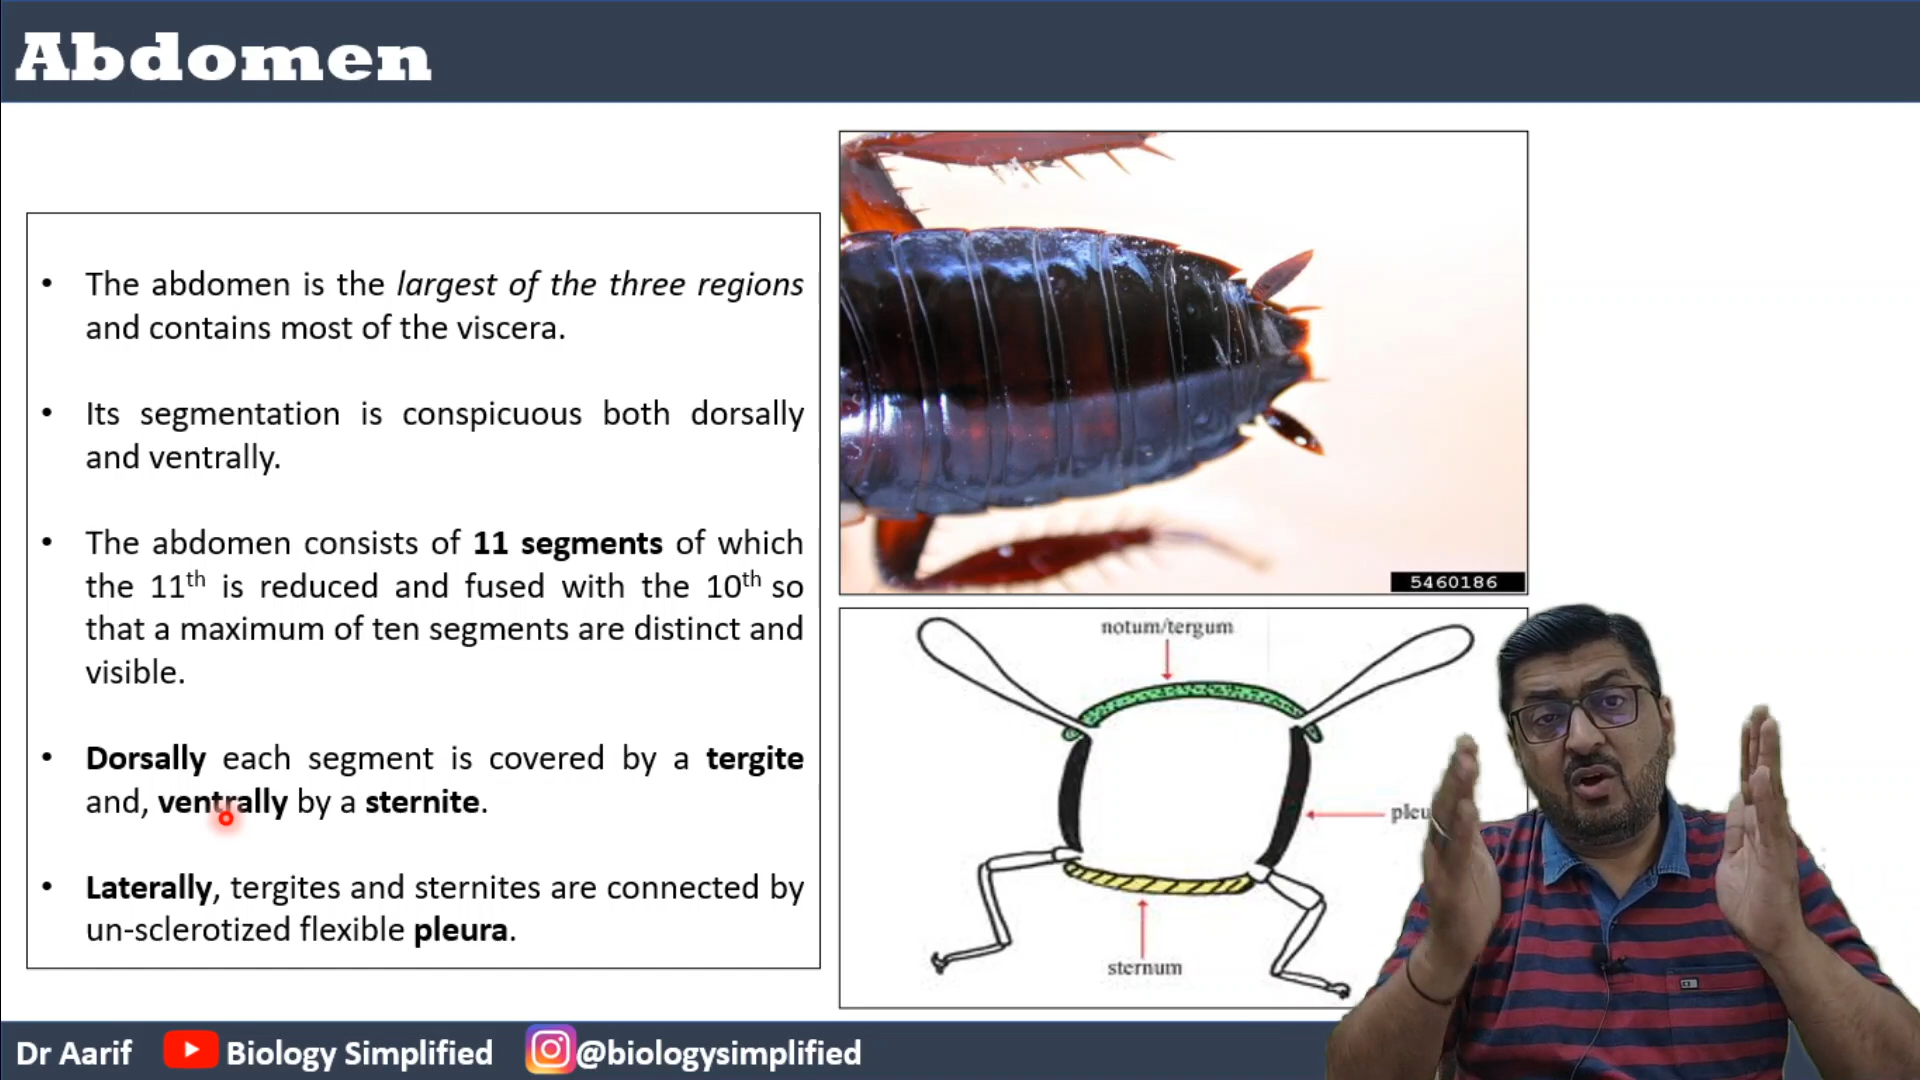 Abdomen
• The abdomen is the largest of the three regions
and contains most of the viscera.
• Its segmentation is conspicuous both dorsally
and ventrally.
• The abdomen consists of 11 segments of which
the 11th is reduced and fused with the 10th so
that a maximum of ten segments are distinct and
visible.
• Dorsally each segment is covered by a tergite
and, ventrally by a sternite.
• Laterally, tergites and sternites are connected by
un-sclerotized flexible pleura.
5460186
notum/tergum
pleu
sternum
Dr Aarif Biology Simplified @biologysimplified